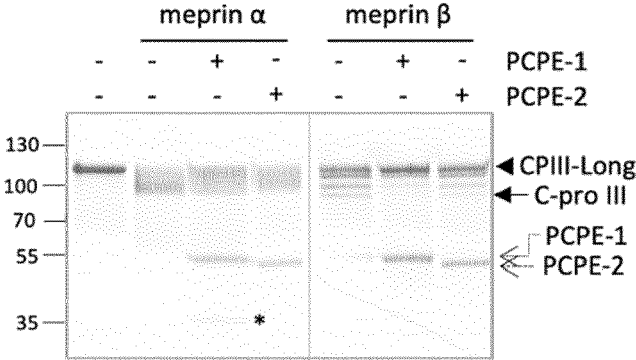 meprin α meprin β
- - + - - + - PCPE-1
- - - + - - + PCPE-2
130
CPIII-Long
100
C-pro III
70
PCPE-1
55
PCPE-2
35 *